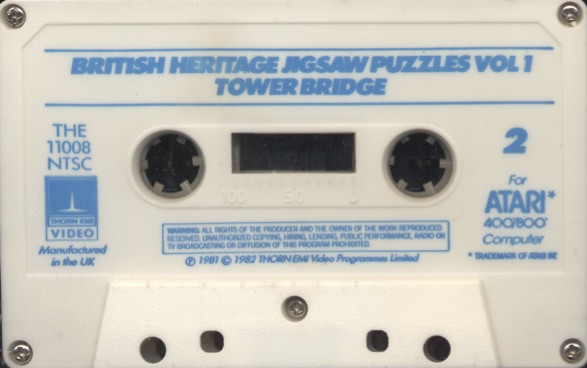 BRITISH HERITAGE JIGSAW PUZZLES VOL 1
TOWER BRIDGE
THE
11008
NTSC
THORN EMI
VIDEO
Manufactured
in the UK
2
For
ATARI*
400/800*
Computer
* TRADEMARK OF ATARI INC
100 50 0
WARNING: ALL RIGHTS OF THE PRODUCER AND THE OWNER OF THE WORK REPRODUCED
RESERVED. UNAUTHORIZED COPYING, HIRING, LENDING, PUBLIC PERFORMANCE, RADIO OR
TV BROADCASTING OR DIFFUSION OF THIS PROGRAM PROHIBITED.
℗ 1981 © 1982 THORN EMI Video Programmes Limited